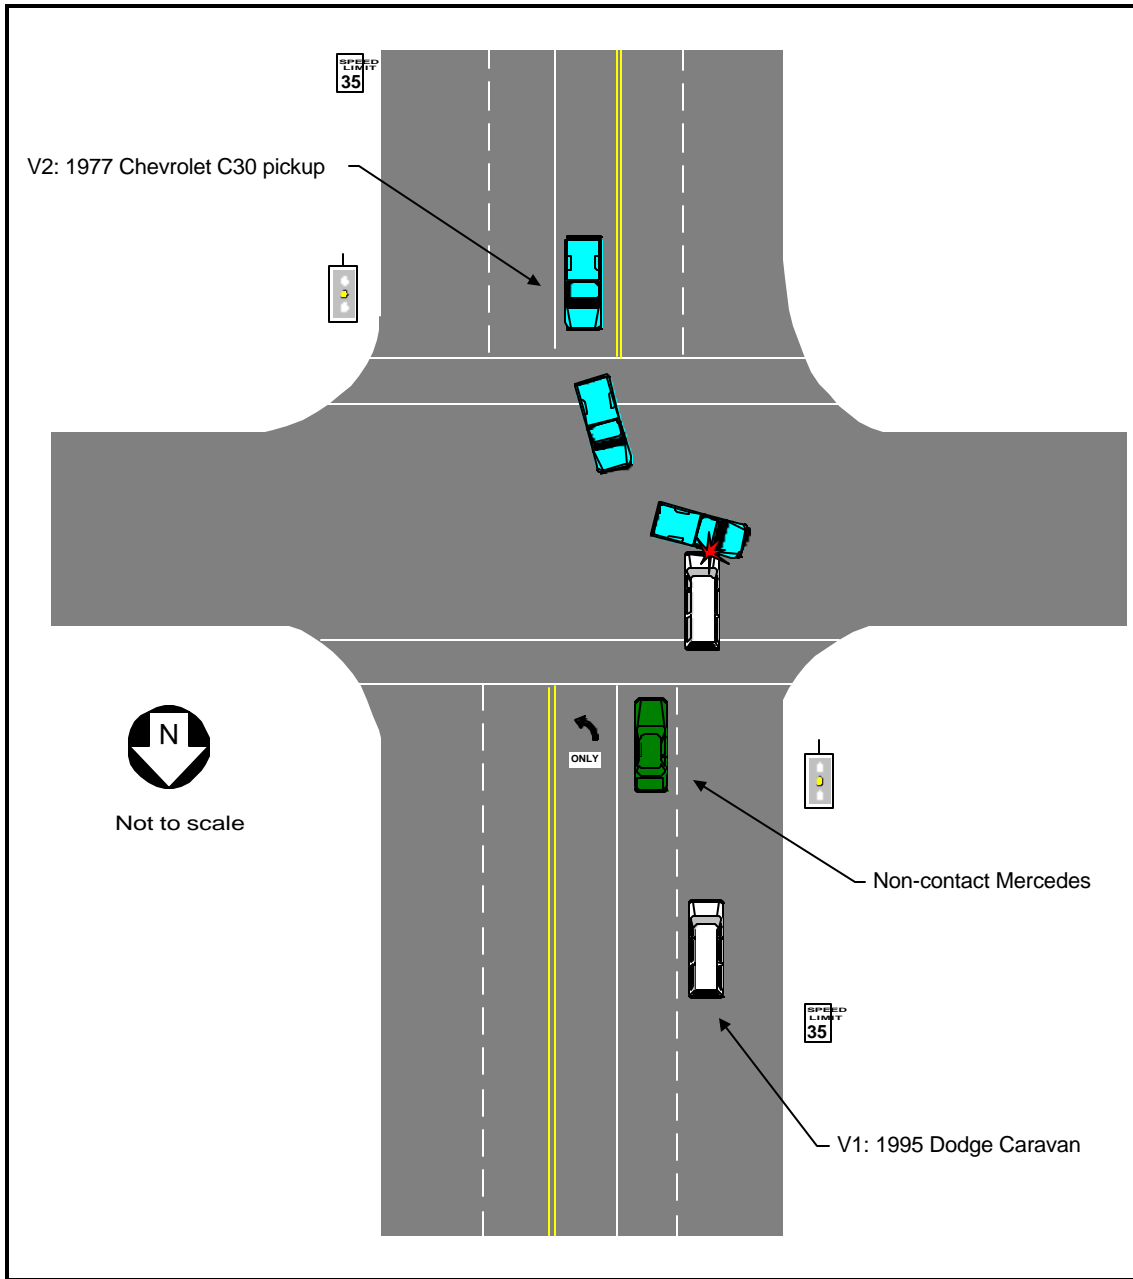 SPEED
LIMIT
35
V2: 1977 Chevrolet C30 pickup
ONLY
N
Not to scale
Non-contact Mercedes
SPEED
LIMIT
35
V1: 1995 Dodge Caravan